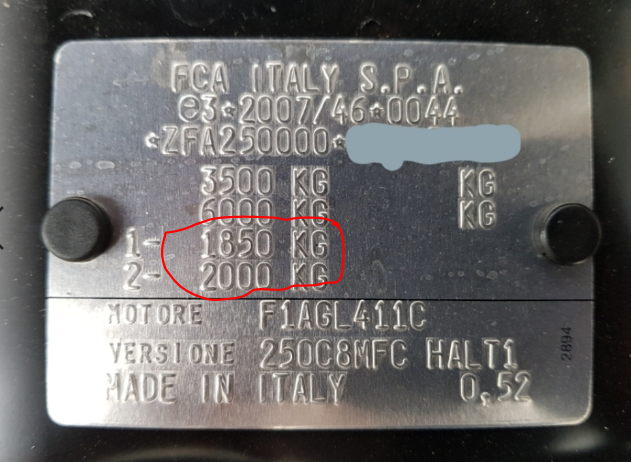 FCA ITALY S.P.A.
e3*2007/46*0044
*ZFA250000*
3500 KG KG
6000 KG KG
1- 1850 KG
2- 2000 KG
MOTORE F1AGL411C
VERSIONE 250C8MFC HALT1
MADE IN ITALY 0,52
2894